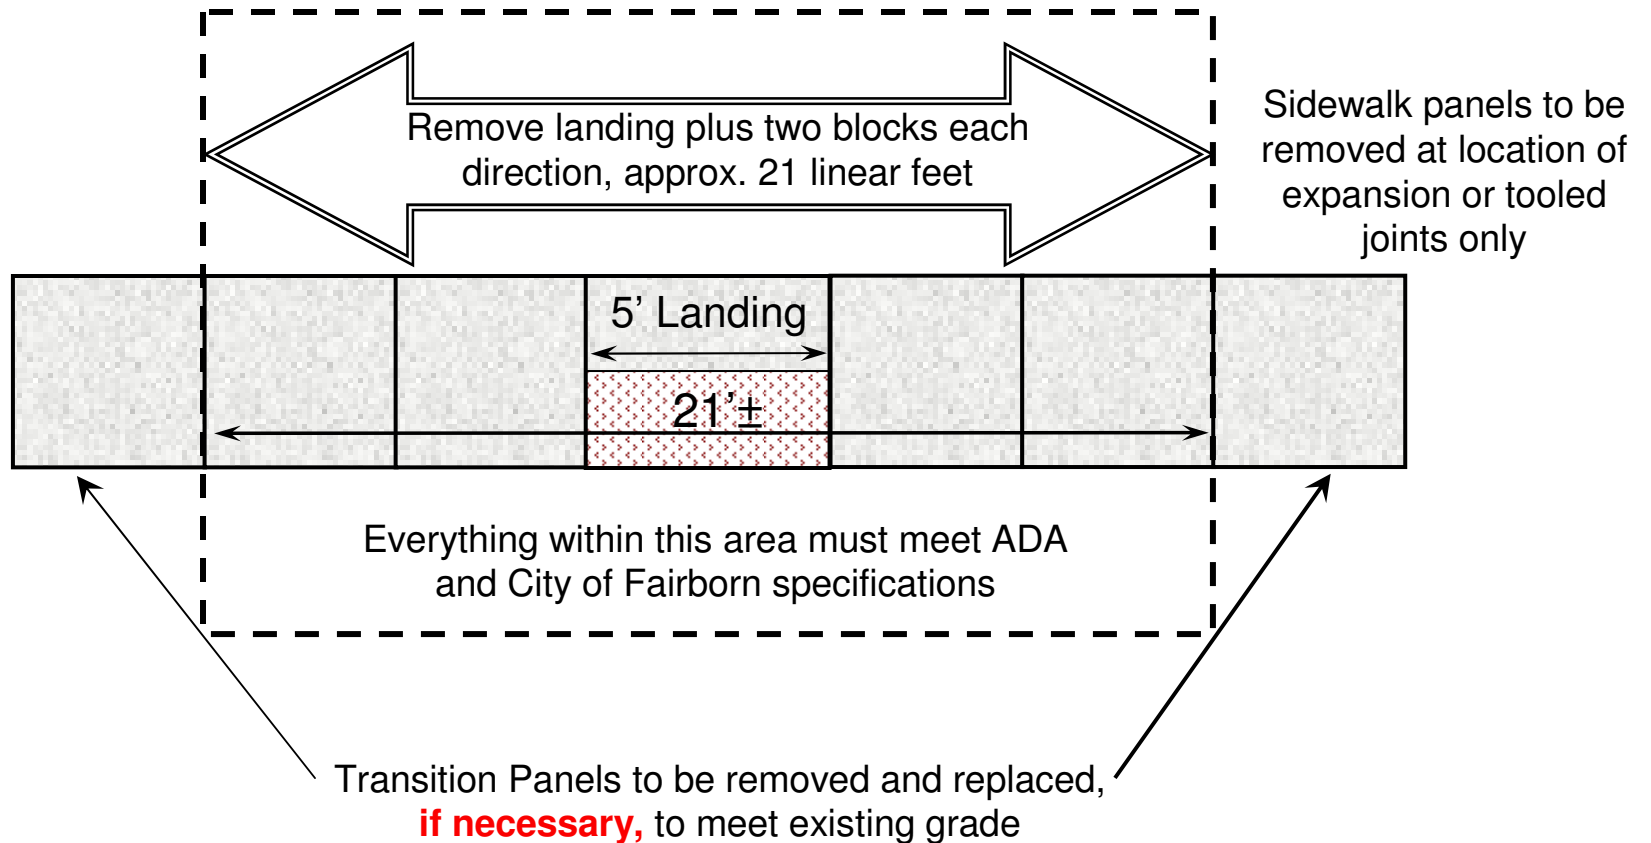 Remove landing plus two blocks each
direction, approx. 21 linear feet
Sidewalk panels to be
removed at location of
expansion or tooled
joints only
5’ Landing
21’±
Everything within this area must meet ADA
and City of Fairborn specifications
Transition Panels to be removed and replaced,
if necessary, to meet existing grade